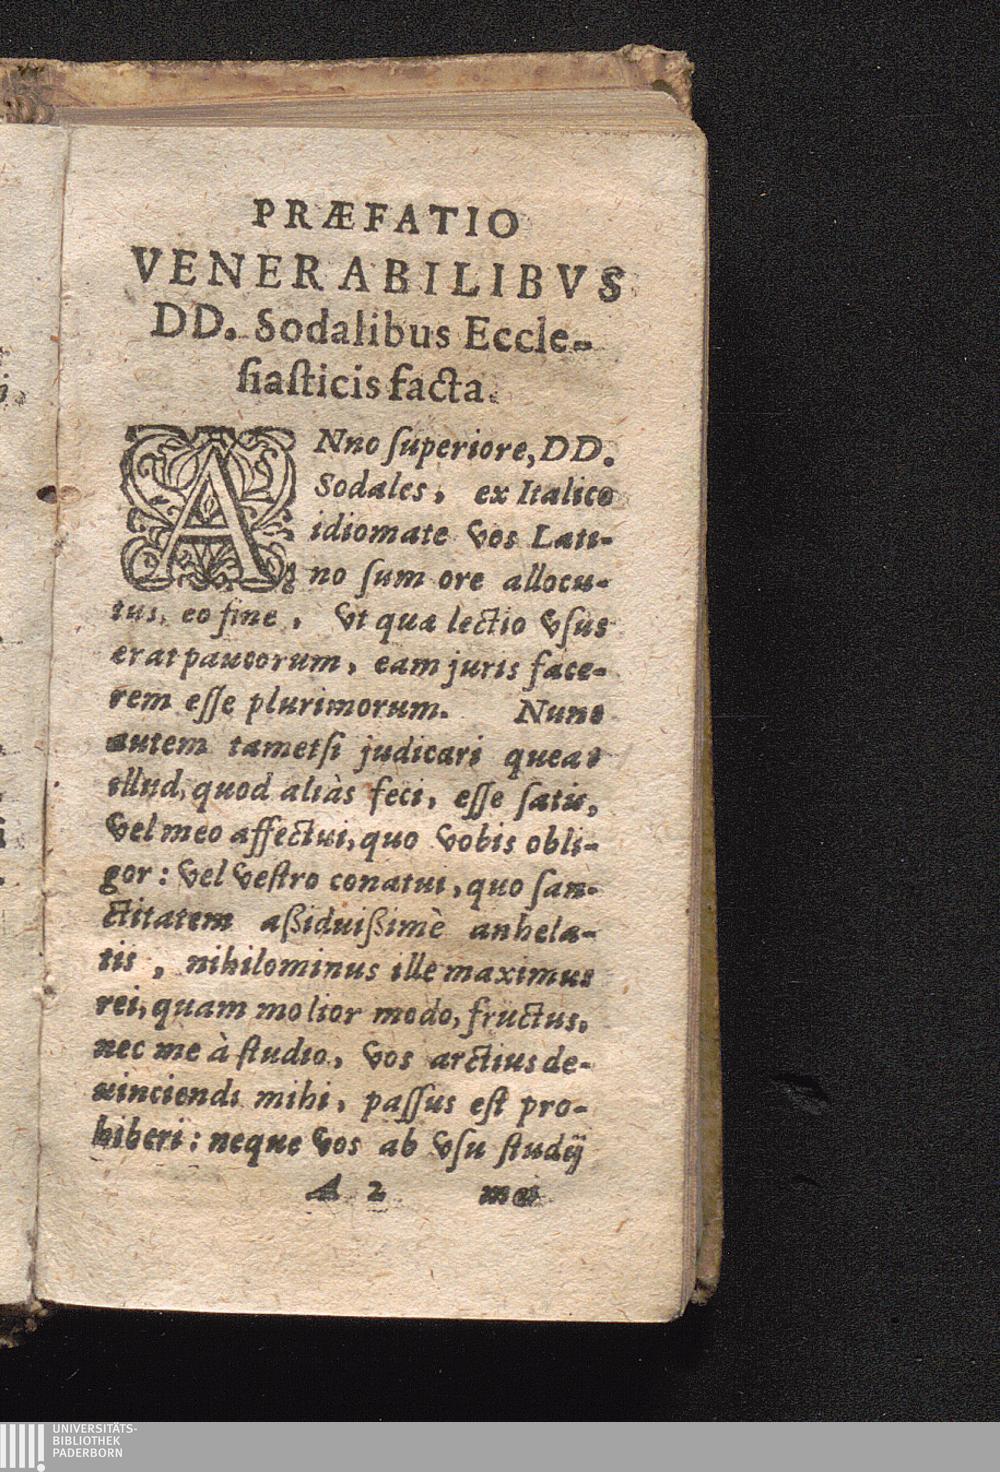 PRÆFATIO
VENERABILIBVS
DD. Sodalibus Eccle-
ſiaſticis facta.
ANno ſuperiore, DD.
Sodales, ex Italico
idiomate vos Lati-
no ſum ore allocu-
tus, eo fine, vt quæ lectio vſus
erat paucorum, eam juris face-
rem eſſe plurimorum. Nunc
autem tametſi judicari queat
illud, quod aliàs feci, eſſe ſatis,
vel meo affectui, quo vobis obli-
gor: vel veſtro conatui, quo ſan-
ctitatem aßiduißimè anhela-
tis, nihilominus ille maximus
rei, quam molior modo, fructus,
nec me à ſtudio, vos arctius de-
uinciendi mihi, paſſus eſt pro-
hiberi: neque vos ab vſu ſtudij
A 2 mei
UNIVERSITÄTS-
BIBLIOTHEK
PADERBORN